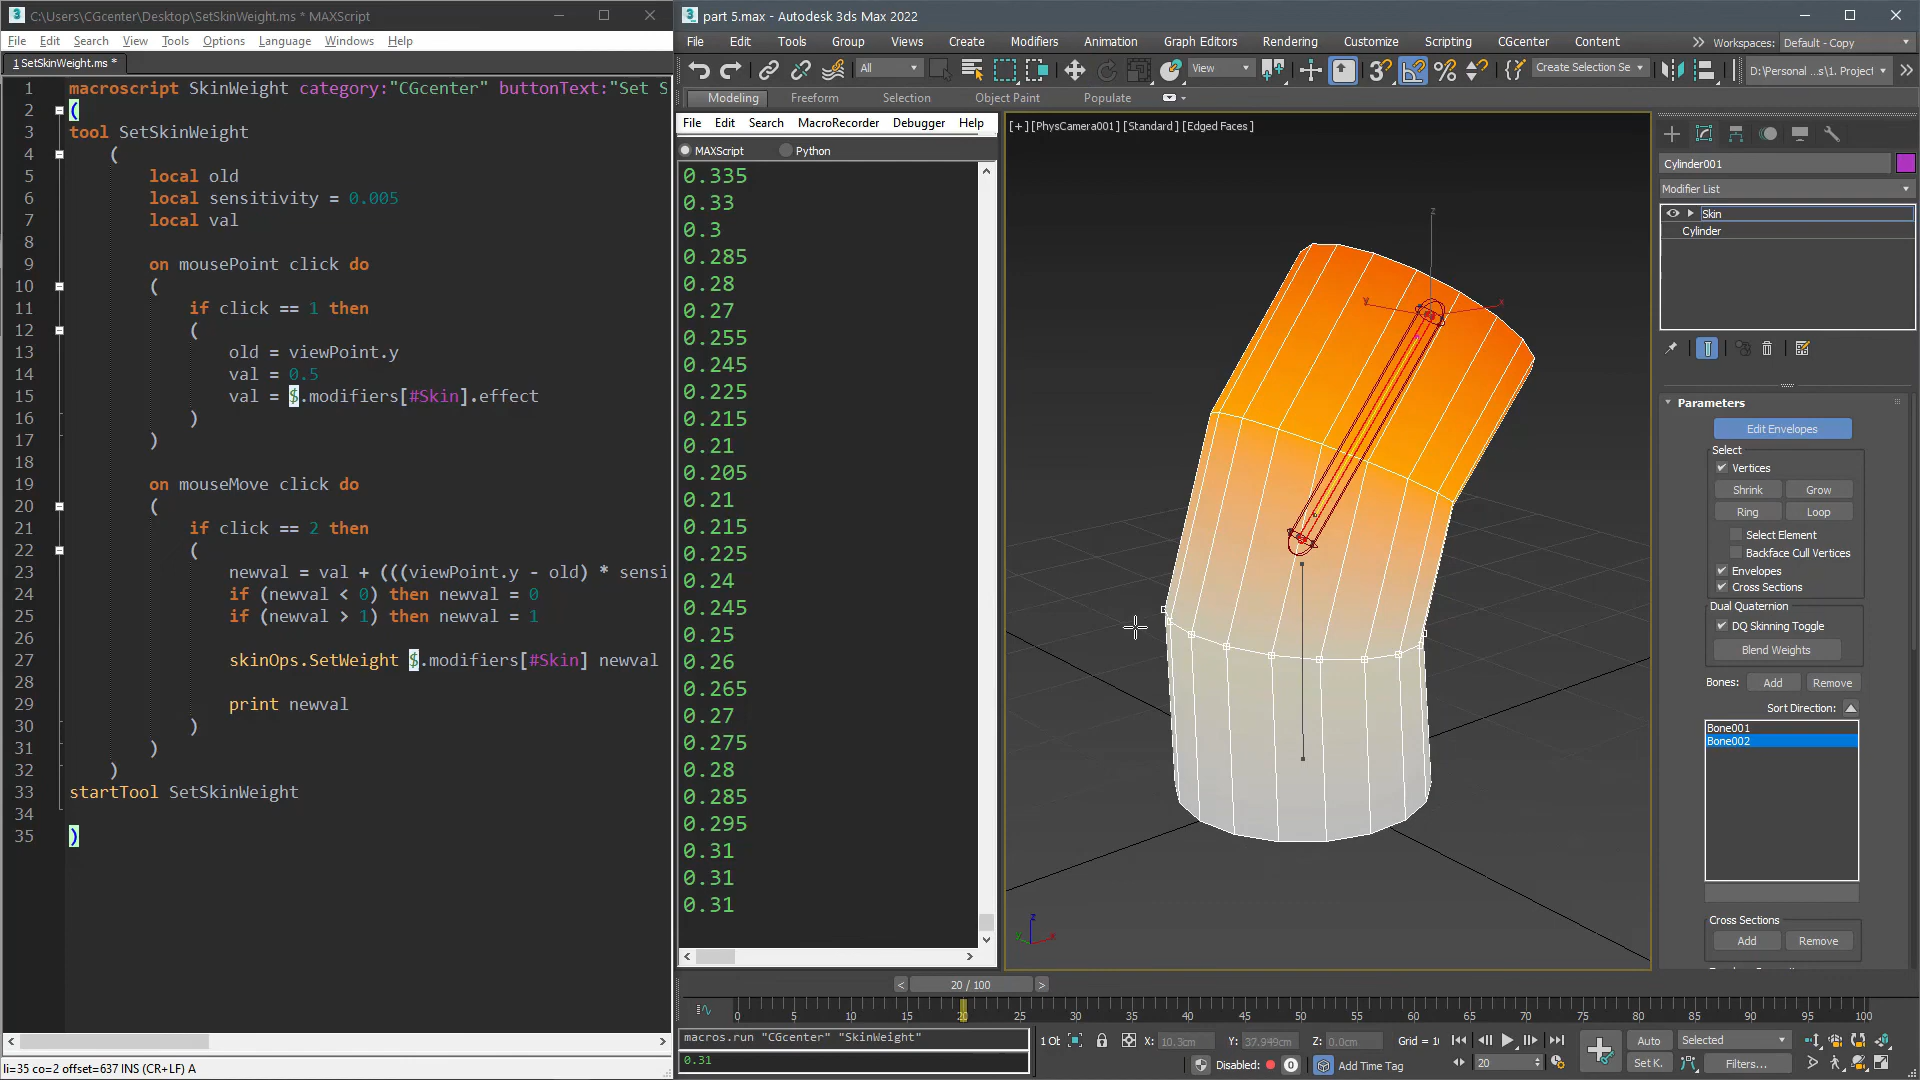 C:\Users\CGcenter\Desktop\SetSkinWeight.ms * MAXScript
File Edit Search View Tools Options Language Windows Help
1 SetSkinWeight.ms *
1 macroscript SkinWeight category:"CGcenter" buttonText:"Set S
2 (
3 tool SetSkinWeight
4 (
5 local old
6 local sensitivity = 0.005
7 local val
8
9 on mousePoint click do
10 (
11 if click == 1 then
12 (
13 old = viewPoint.y
14 val = 0.5
15 val = $.modifiers[#Skin].effect
16 )
17 )
18
19 on mouseMove click do
20 (
21 if click == 2 then
22 (
23 newval = val + (((viewPoint.y - old) * sensi
24 if (newval < 0) then newval = 0
25 if (newval > 1) then newval = 1
26
27 skinOps.SetWeight $.modifiers[#Skin] newval
28
29 print newval
30 )
31 )
32 )
33 startTool SetSkinWeight
34
35 )
li=35 co=2 offset=637 INS (CR+LF) A
part 5.max - Autodesk 3ds Max 2022
File Edit Tools Group Views Create Modifiers Animation Graph Editors Rendering Customize Scripting CGcenter Content Workspaces: Default - Copy
All View Create Selection Se D:\Personal ...s\1. Project
Modeling Freeform Selection Object Paint Populate
File Edit Search MacroRecorder Debugger Help
MAXScript Python
0.335
0.33
0.3
0.285
0.28
0.27
0.255
0.245
0.225
0.215
0.21
0.205
0.21
0.215
0.225
0.24
0.245
0.25
0.26
0.265
0.27
0.275
0.28
0.285
0.295
0.31
0.31
0.31
[+] [PhysCamera001] [Standard] [Edged Faces]
z
y x
z
y x
Cylinder001
Modifier List
Skin
Cylinder
Parameters
Edit Envelopes
Select
Vertices
Shrink Grow
Ring Loop
Select Element
Backface Cull Vertices
Envelopes
Cross Sections
Dual Quaternion
DQ Skinning Toggle
Blend Weights
Bones: Add Remove
Sort Direction:
Bone001
Bone002
Cross Sections
Add Remove
< 20 / 100 >
0 5 10 15 20 25 30 35 40 45 50 55 60 65 70 75 80 85 90 95 100
macros.run "CGcenter" "SkinWeight"
0.31
1 Ob X: 10.3cm Y: 37.949cm Z: 0.0cm Grid = 1 Auto Selected
Disabled: 0 Add Time Tag 20 Set K. Filters...